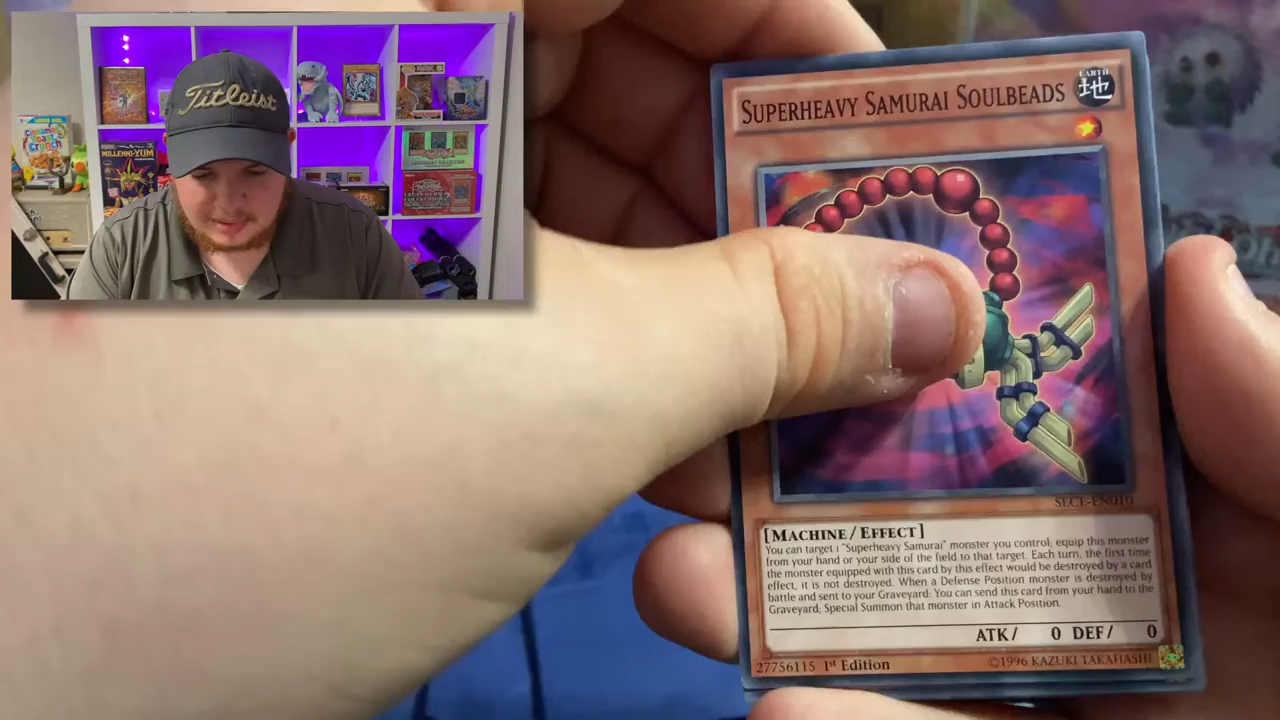 Titleist
Cinnamon
Toast
Crunch
MILLENNI-YUM
SUPERHEAVY SAMURAI SOULBEADS
EARTH
地
SECE-EN010
[MACHINE/EFFECT]
You can target 1 "Superheavy Samurai" monster you control; equip this monster
from your hand or your side of the field to that target. Each turn, the first time
the monster equipped with this card by this effect would be destroyed by a card
effect, it is not destroyed. When a Defense Position monster is destroyed by
battle and sent to your Graveyard: You can send this card from your hand to the
Graveyard; Special Summon that monster in Attack Position.
ATK/ 0 DEF/ 0
27756115 1st Edition
©1996 KAZUKI TAKAHASHI